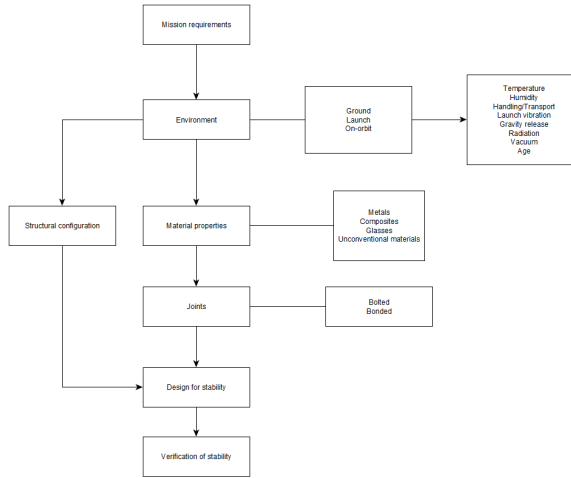 Mission requirements
Environment
Ground
Launch
On-orbit
Temperature
Humidity
Handling/Transport
Launch vibration
Gravity release
Radiation
Vacuum
Age
Structural configuration
Material properties
Metals
Composites
Glasses
Unconventional materials
Joints
Bolted
Bonded
Design for stability
Verification of stability